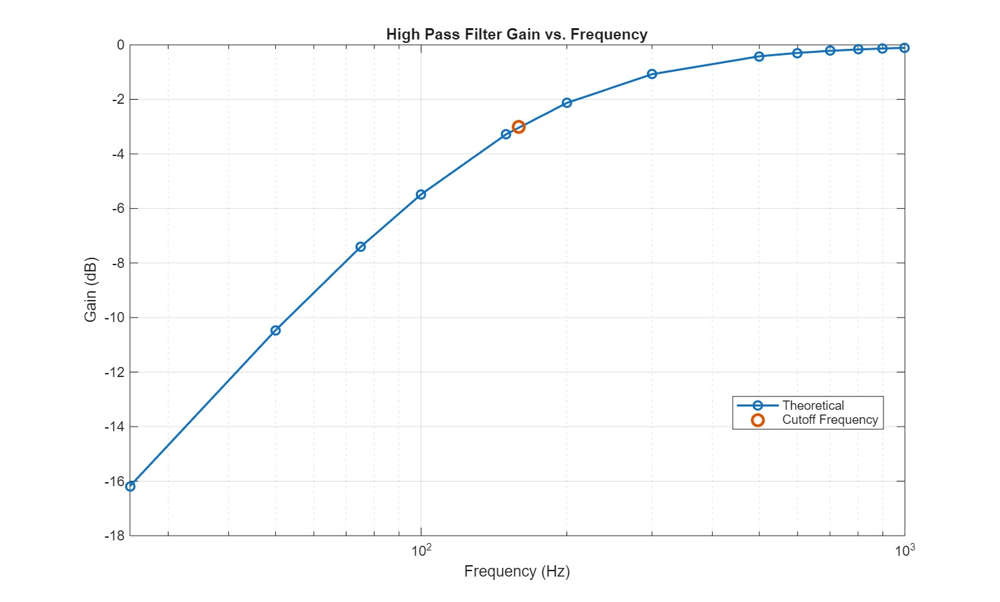 High Pass Filter Gain vs. Frequency
0
-2
-4
-6
-8
-10
-12
-14
-16
-18
Gain (dB)
Theoretical
Cutoff Frequency
10²
10³
Frequency (Hz)